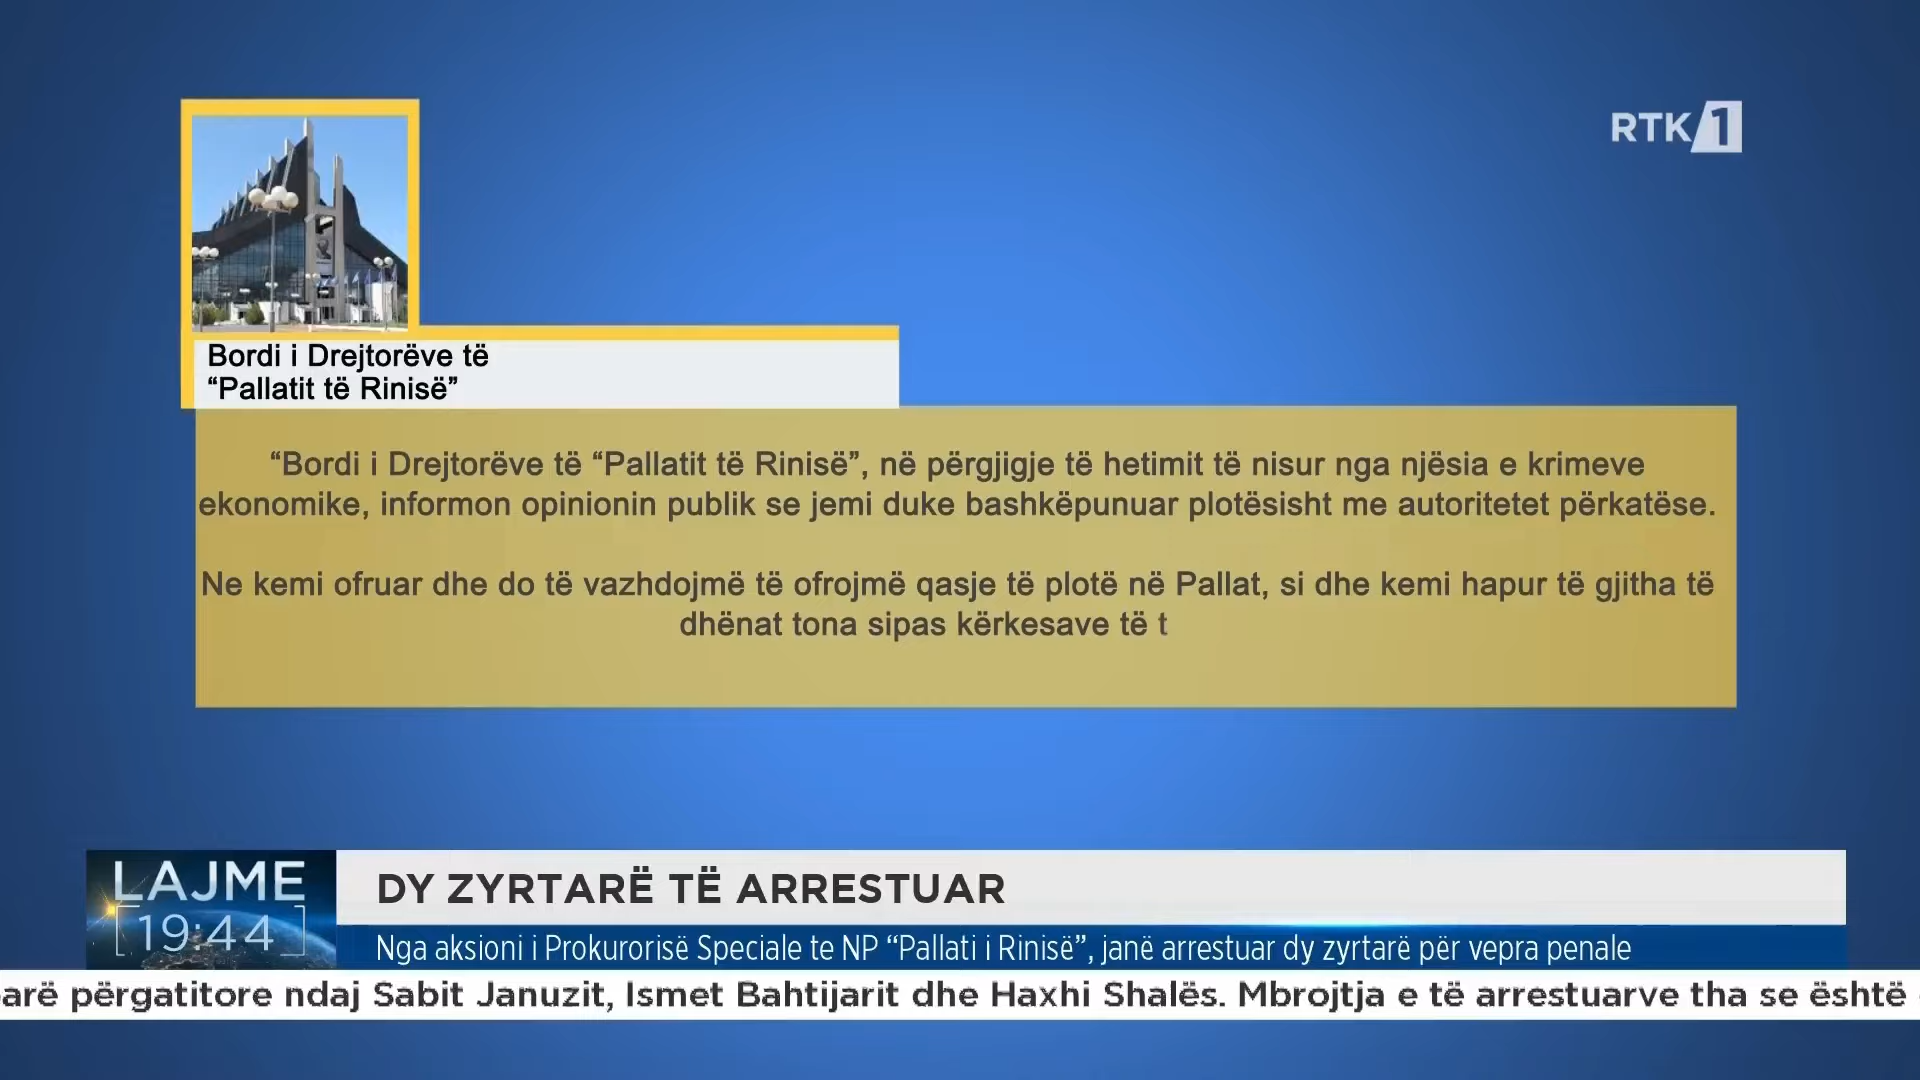 RTK 1
Bordi i Drejtorëve të
“Pallatit të Rinisë”
“Bordi i Drejtorëve të “Pallatit të Rinisë”, në përgjigje të hetimit të nisur nga njësia e krimeve
ekonomike, informon opinionin publik se jemi duke bashkëpunuar plotësisht me autoritetet përkatëse.
Ne kemi ofruar dhe do të vazhdojmë të ofrojmë qasje të plotë në Pallat, si dhe kemi hapur të gjitha të
dhënat tona sipas kërkesave të t
LAJME
19:44
DY ZYRTARË TË ARRESTUAR
Nga aksioni i Prokurorisë Speciale te NP “Pallati i Rinisë”, janë arrestuar dy zyrtarë për vepra penale
arë përgatitore ndaj Sabit Januzit, Ismet Bahtijarit dhe Haxhi Shalës. Mbrojtja e të arrestuarve tha se është